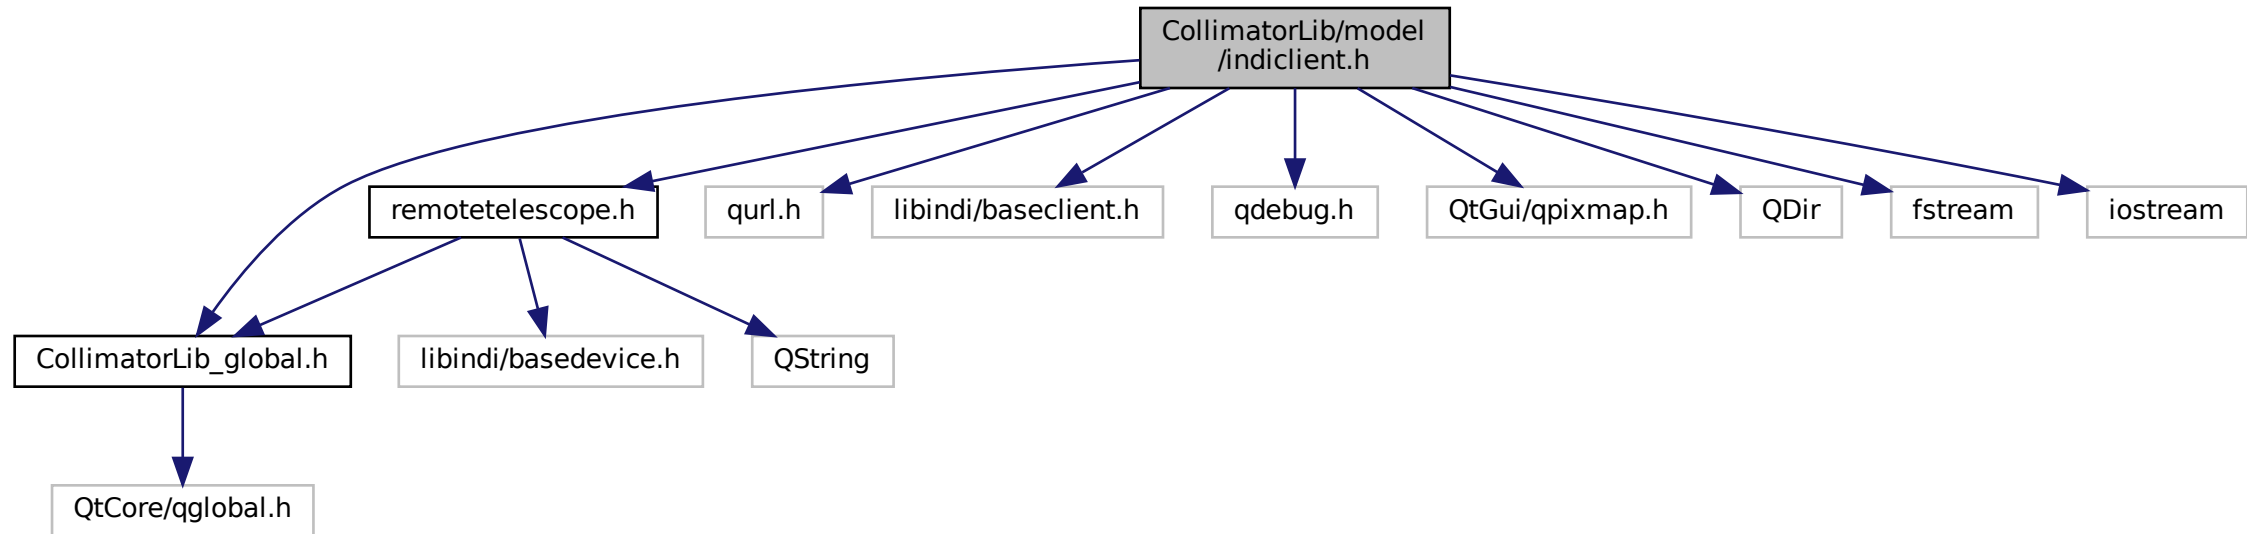 CollimatorLib/model
/indiclient.h
remotetelescope.h
qurl.h
libindi/baseclient.h
qdebug.h
QtGui/qpixmap.h
QDir
fstream
iostream
CollimatorLib_global.h
libindi/basedevice.h
QString
QtCore/qglobal.h